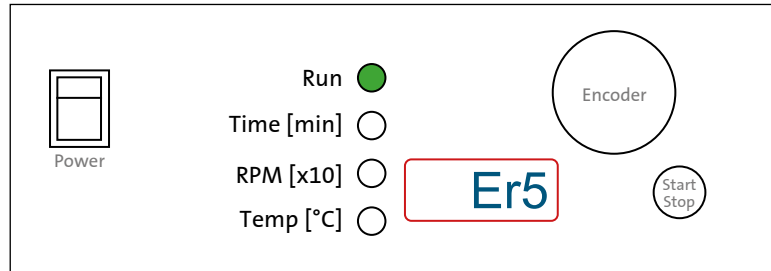 Run
Time [min]
RPM [x10]
Temp [°C]
Power
Er5
Encoder
Start
Stop